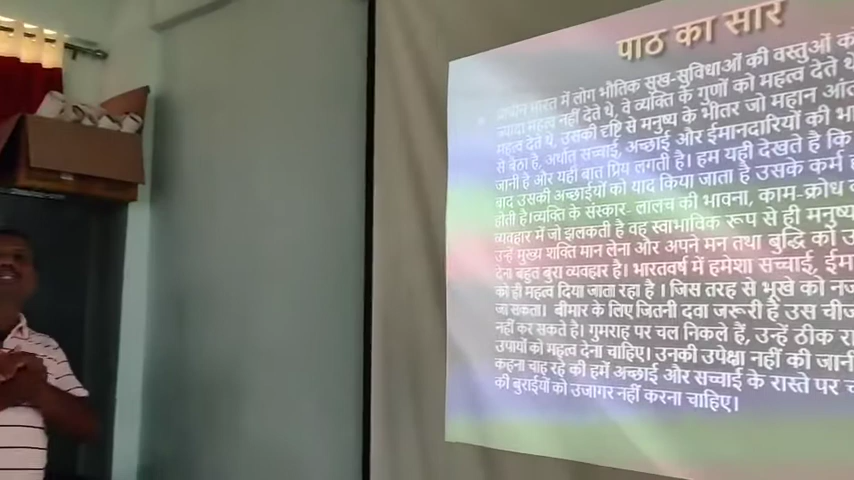 पाठ का सार
प्राचीन भारत में लोग भौतिक सुख-सुविधाओं की वस्तुओं को
ज्यादा महत्त्व नहीं देते थे, वे व्यक्ति के गुणों को महत्त्व देते थे
महत्त्व देते थे, उसकी दृष्टि से मनुष्य के भीतर जो महान
से बैठा है, अर्थात सच्चाई, अच्छाई और ईमानदारी
जानी है और यही बात प्रिय लगती है। हम यह देखते हैं कि
बाद उसकी अच्छाईयों को याद किया जाता है, उसके कर्म
होती है।व्यक्ति के संस्कार- लालच की भावना, काम-क्रोध
व्यवहार में जो झलकती है वह स्वाभाविक रूप से ही मनुष्य
उन्हें मुख्य शक्ति मान लेना और अपने मन तथा बुद्धि को
देना बहुत बुरा व्यवहार है। भारतवर्ष में हमेशा सच्चाई,
को ही महत्त्व दिया जाता रहा है । जिस तरह से भूखे को
जा सकता। बीमार के लिए जितनी दवा जरूरी है उस
नहीं कर सकते। गुमराह को घर, मकान देकर, उन्हें ठीक
उपायों को महत्त्व देना चाहिए, उनकी उपेक्षा नहीं की जानी
कहना चाह रहे की हमें अच्छाई और सच्चाई के रास्ते पर
की बुराईयों को उजागर नहीं करना चाहिए|